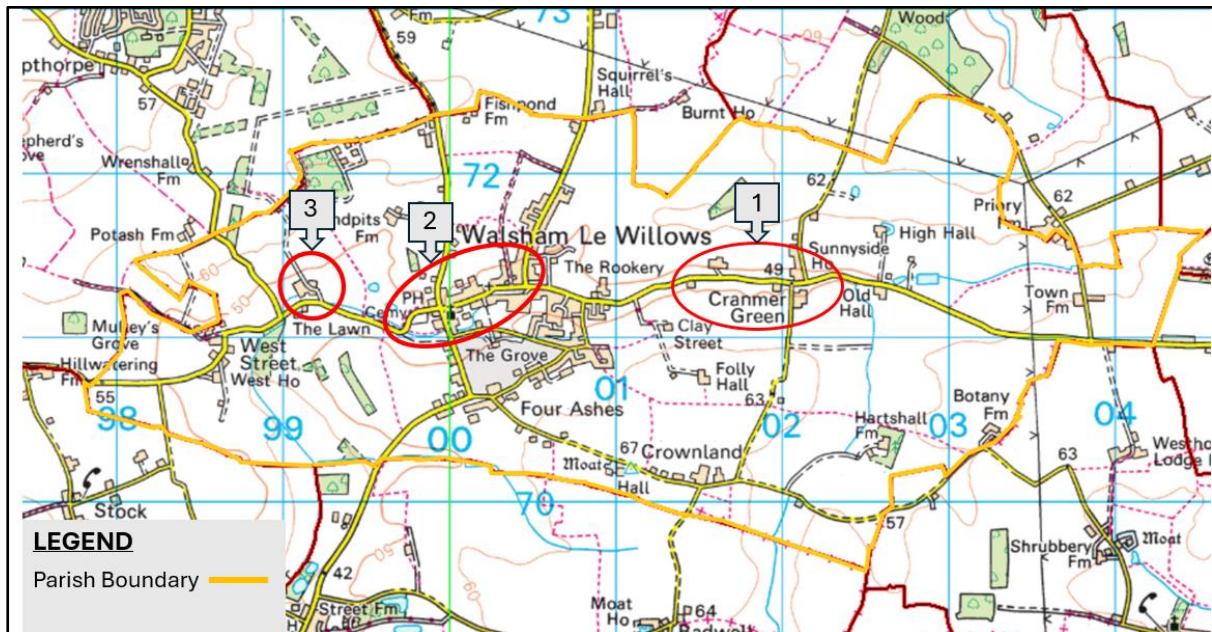 Fm
59
73
Wood
60
pthorpe
57
Squirrel's
Hall
Fishpond
Fm
Burnt Ho
Wrenshall
Fm
72
62
62
3
2
1
Priory
Potash Fm
Fm
Walsham Le Willows
High Hall
The Rookery
Sunnyside
Ho
60
50
49
PH
Cemy
Cranmer
Green
Old
Hall
Town
Fm
Mulley's
Grove
The Lawn
Clay
Street
West
Street
West Ho
The Grove
Hillwatering
Fm
Folly
Hall
55
01
63
Botany
Fm
98
99
00
Four Ashes
02
Hartshall
Fm
03
04
67
Crownland
Moat
Hall
63
Lodge
Stock
70
57
LEGEND
Parish Boundary
50
42
Shrubbery
Fm
Moat
Street Fm
Moat
Ho
64